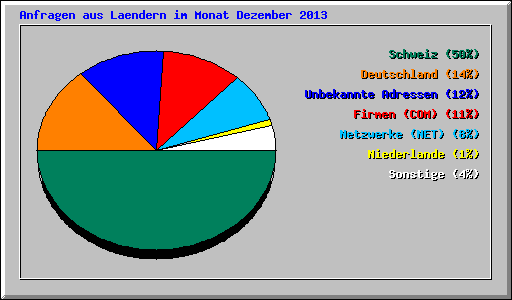 Anfragen aus Laendern im Monat Dezember 2013
Schweiz (50%)
Deutschland (14%)
Unbekannte Adressen (12%)
Firmen (COM) (11%)
Netzwerke (NET) (8%)
Niederlande (1%)
Sonstige (4%)